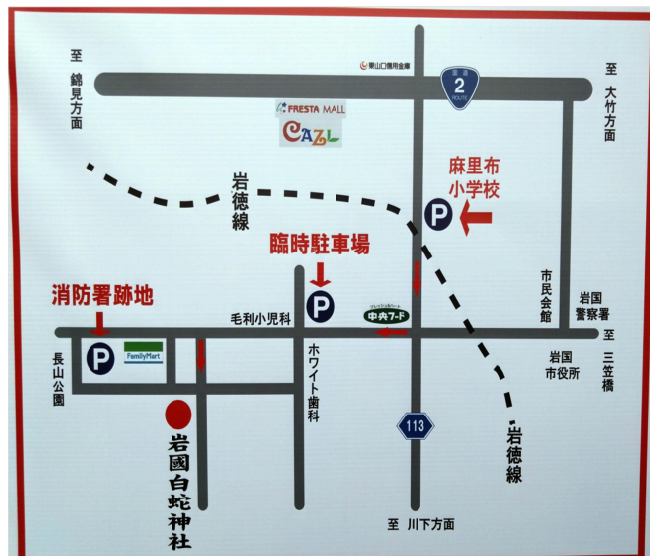 至 錦見方面
東山口信用金庫
国道
2
ROUTE
至 大竹方面
FRESTA MALL
CAZL
麻里布
小学校
P
岩徳線
臨時駐車場
P
消防署跡地
P
毛利小児科
中央フード
市民会館
岩国
警察署
長山公園
FamilyMart
ホワイト歯科
岩国
市役所
至 三笠橋
113
岩徳線
岩國白蛇神社
至 川下方面